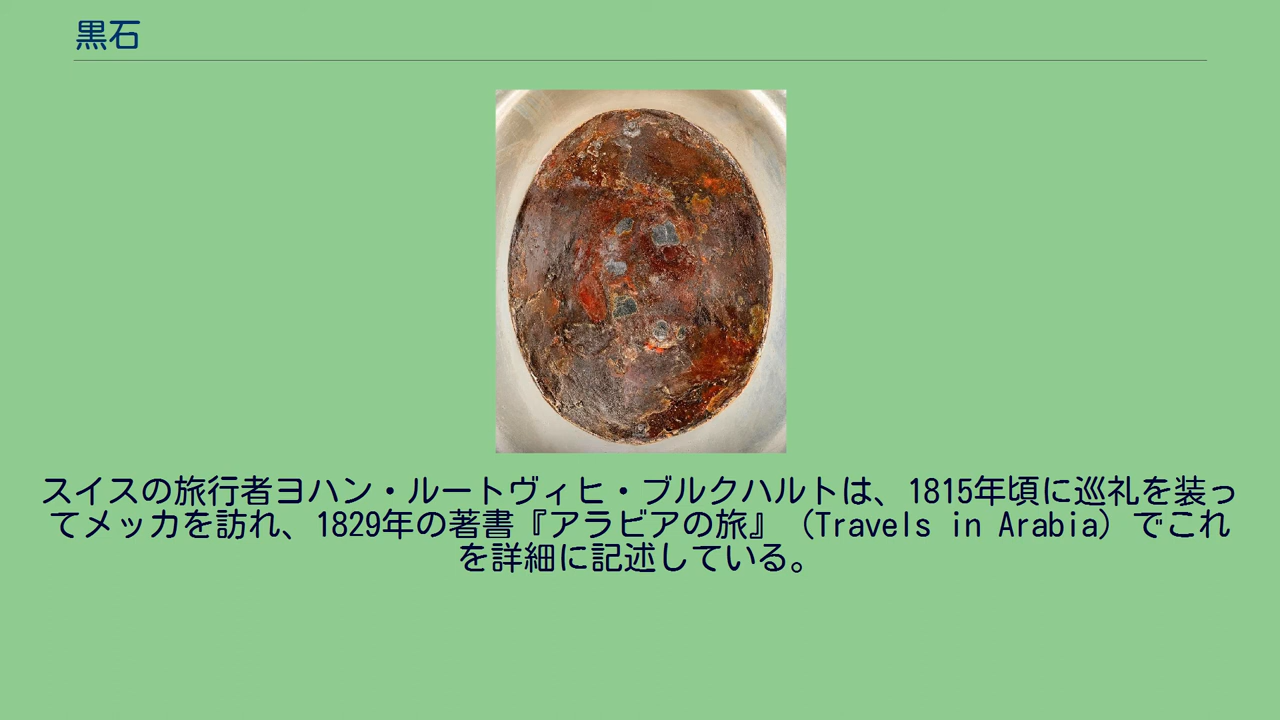 黒石
スイスの旅行者ヨハン・ルートヴィヒ・ブルクハルトは、1815年頃に巡礼を装っ
てメッカを訪れ、1829年の著書『アラビアの旅』（Travels in Arabia）でこれ
を詳細に記述している。